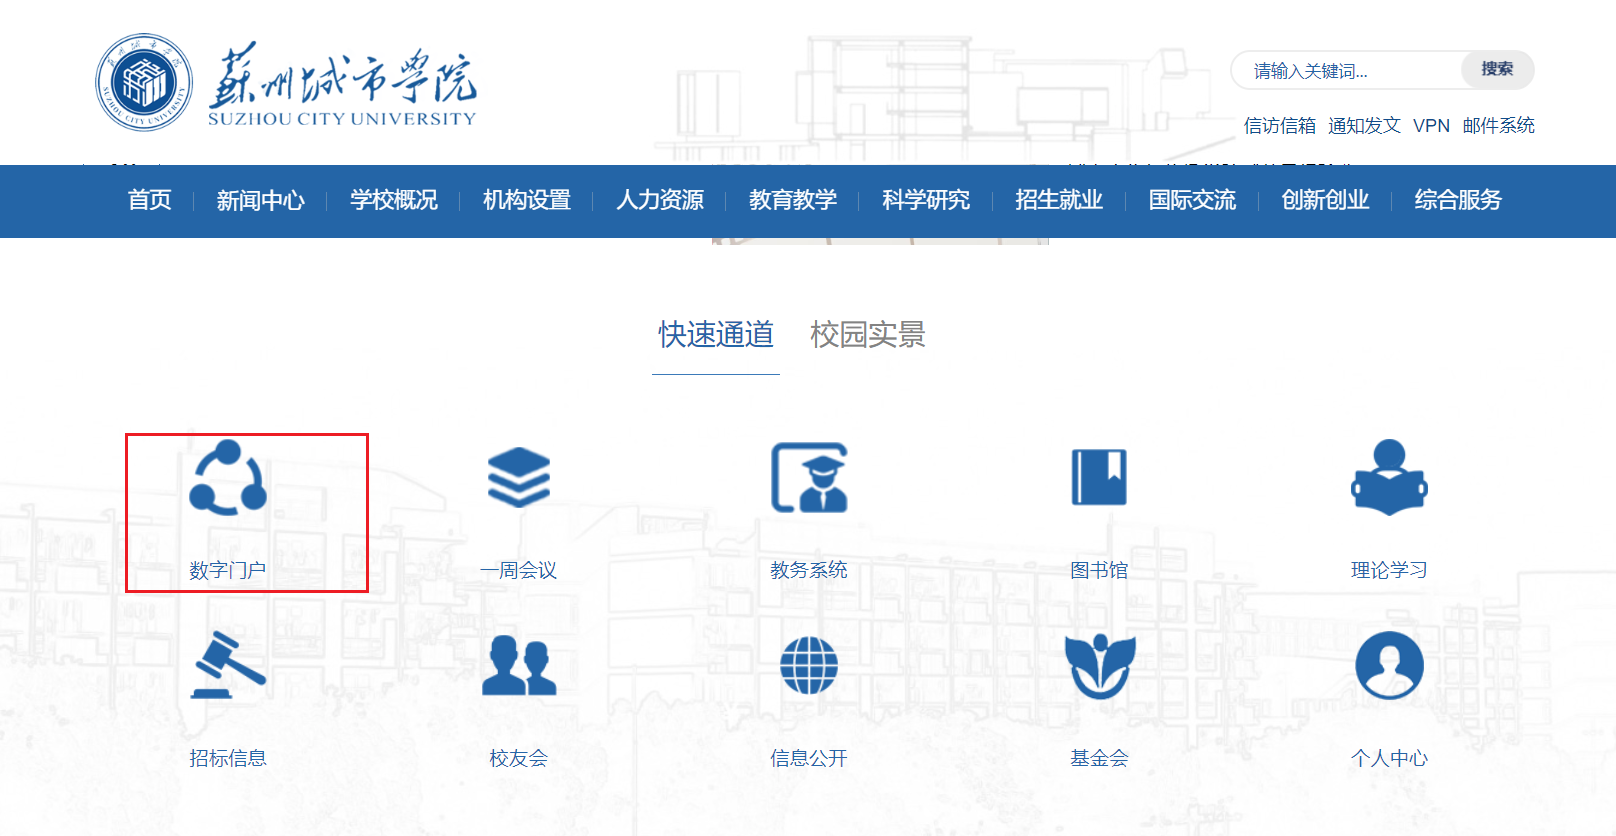 蘇州城市學院
SUZHOU CITY UNIVERSITY
请输入关键词...
搜索
信访信箱 通知发文 VPN 邮件系统
首页 新闻中心 学校概况 机构设置 人力资源 教育教学 科学研究 招生就业 国际交流 创新创业 综合服务
快速通道 校园实景
数字门户 一周会议 教务系统 图书馆 理论学习
招标信息 校友会 信息公开 基金会 个人中心